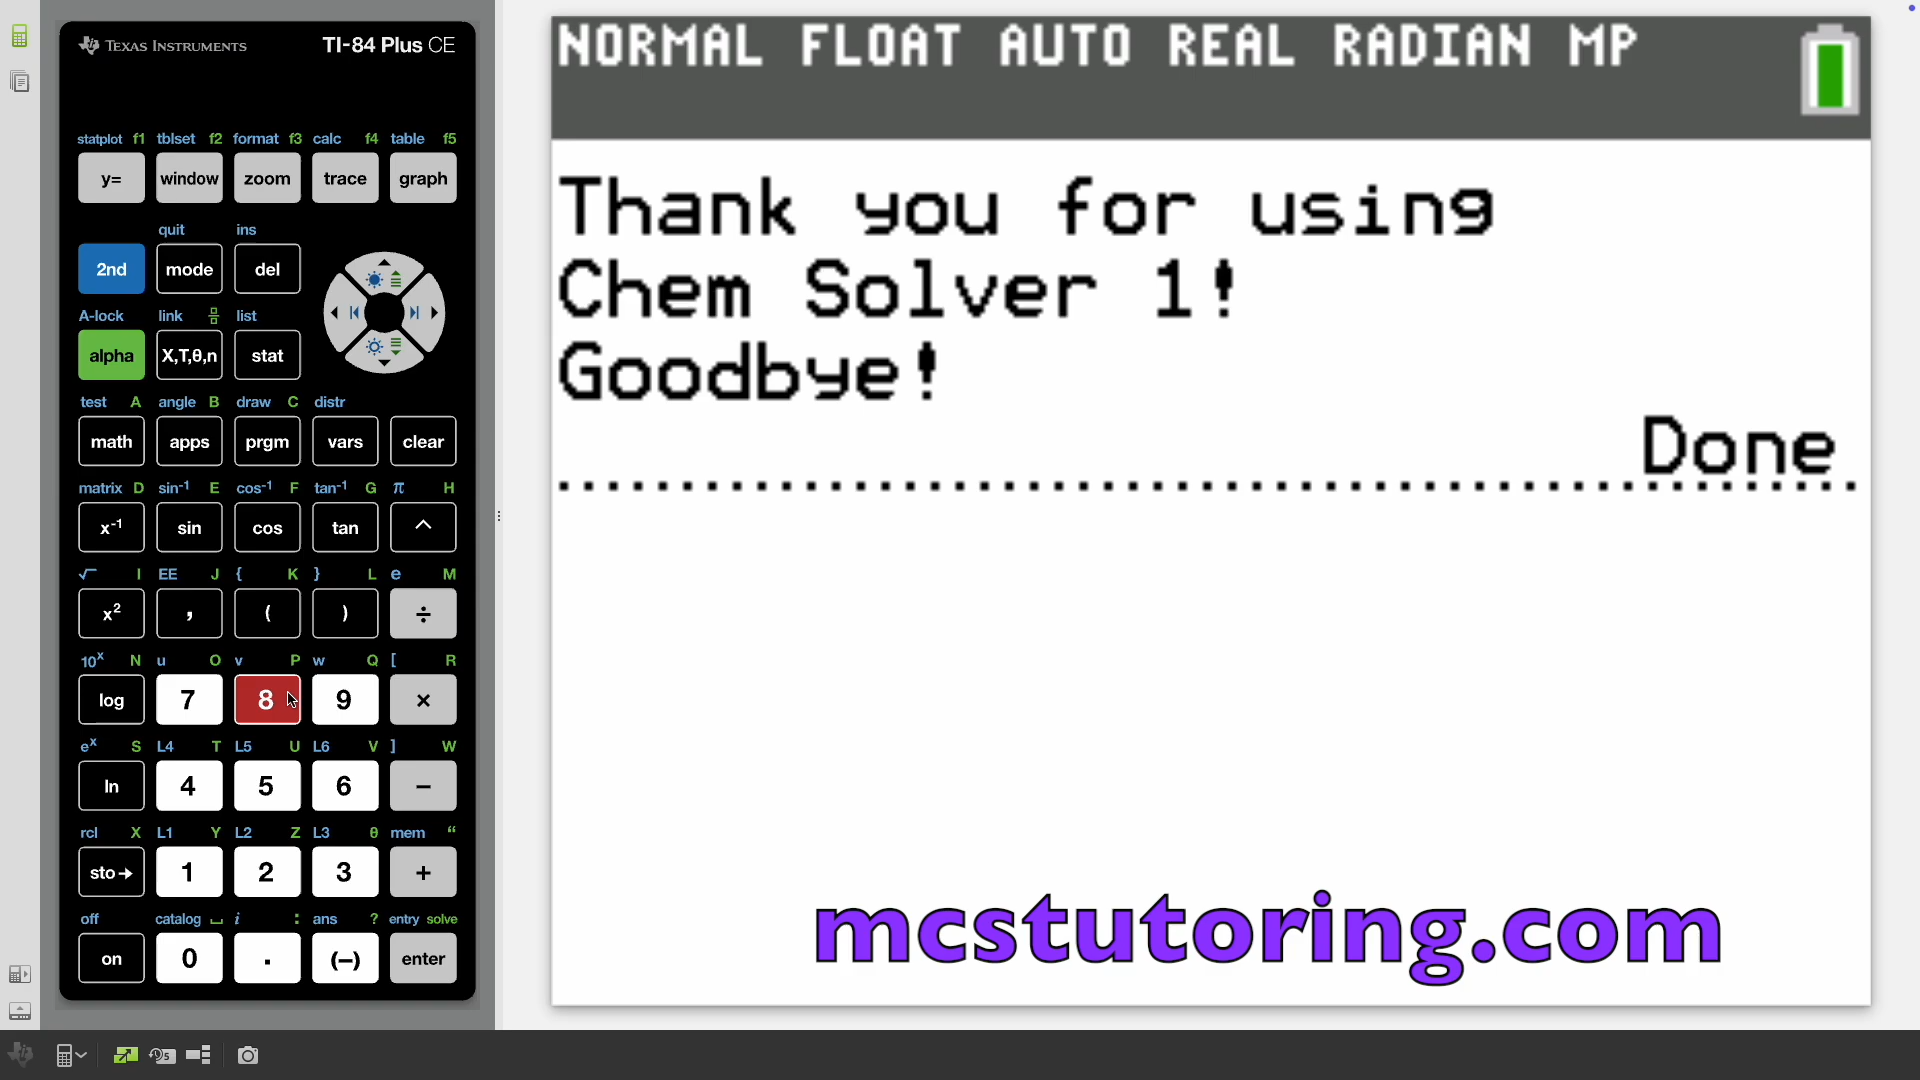 TEXAS INSTRUMENTS TI-84 Plus CE
statplot f1 tblset f2 format f3 calc f4 table f5
y= window zoom trace graph
quit ins
2nd mode del
A-lock link list
alpha X,T,θ,n stat
test A angle B draw C distr
math apps prgm vars clear
matrix D sin⁻¹ E cos⁻¹ F tan⁻¹ G π H
x⁻¹ sin cos tan ^
√ I EE J { K } L e M
x² , ( ) ÷
10ˣ N u O v P w Q [ R
log 7 8 9 ×
eˣ S L4 T L5 U L6 V ] W
ln 4 5 6 −
rcl X L1 Y L2 Z L3 θ mem “
sto→ 1 2 3 +
off catalog ⎵ i : ans ? entry solve
on 0 . (−) enter
NORMAL FLOAT AUTO REAL RADIAN MP
Thank you for using
Chem Solver 1!
Goodbye!
Done
mcstutoring.com